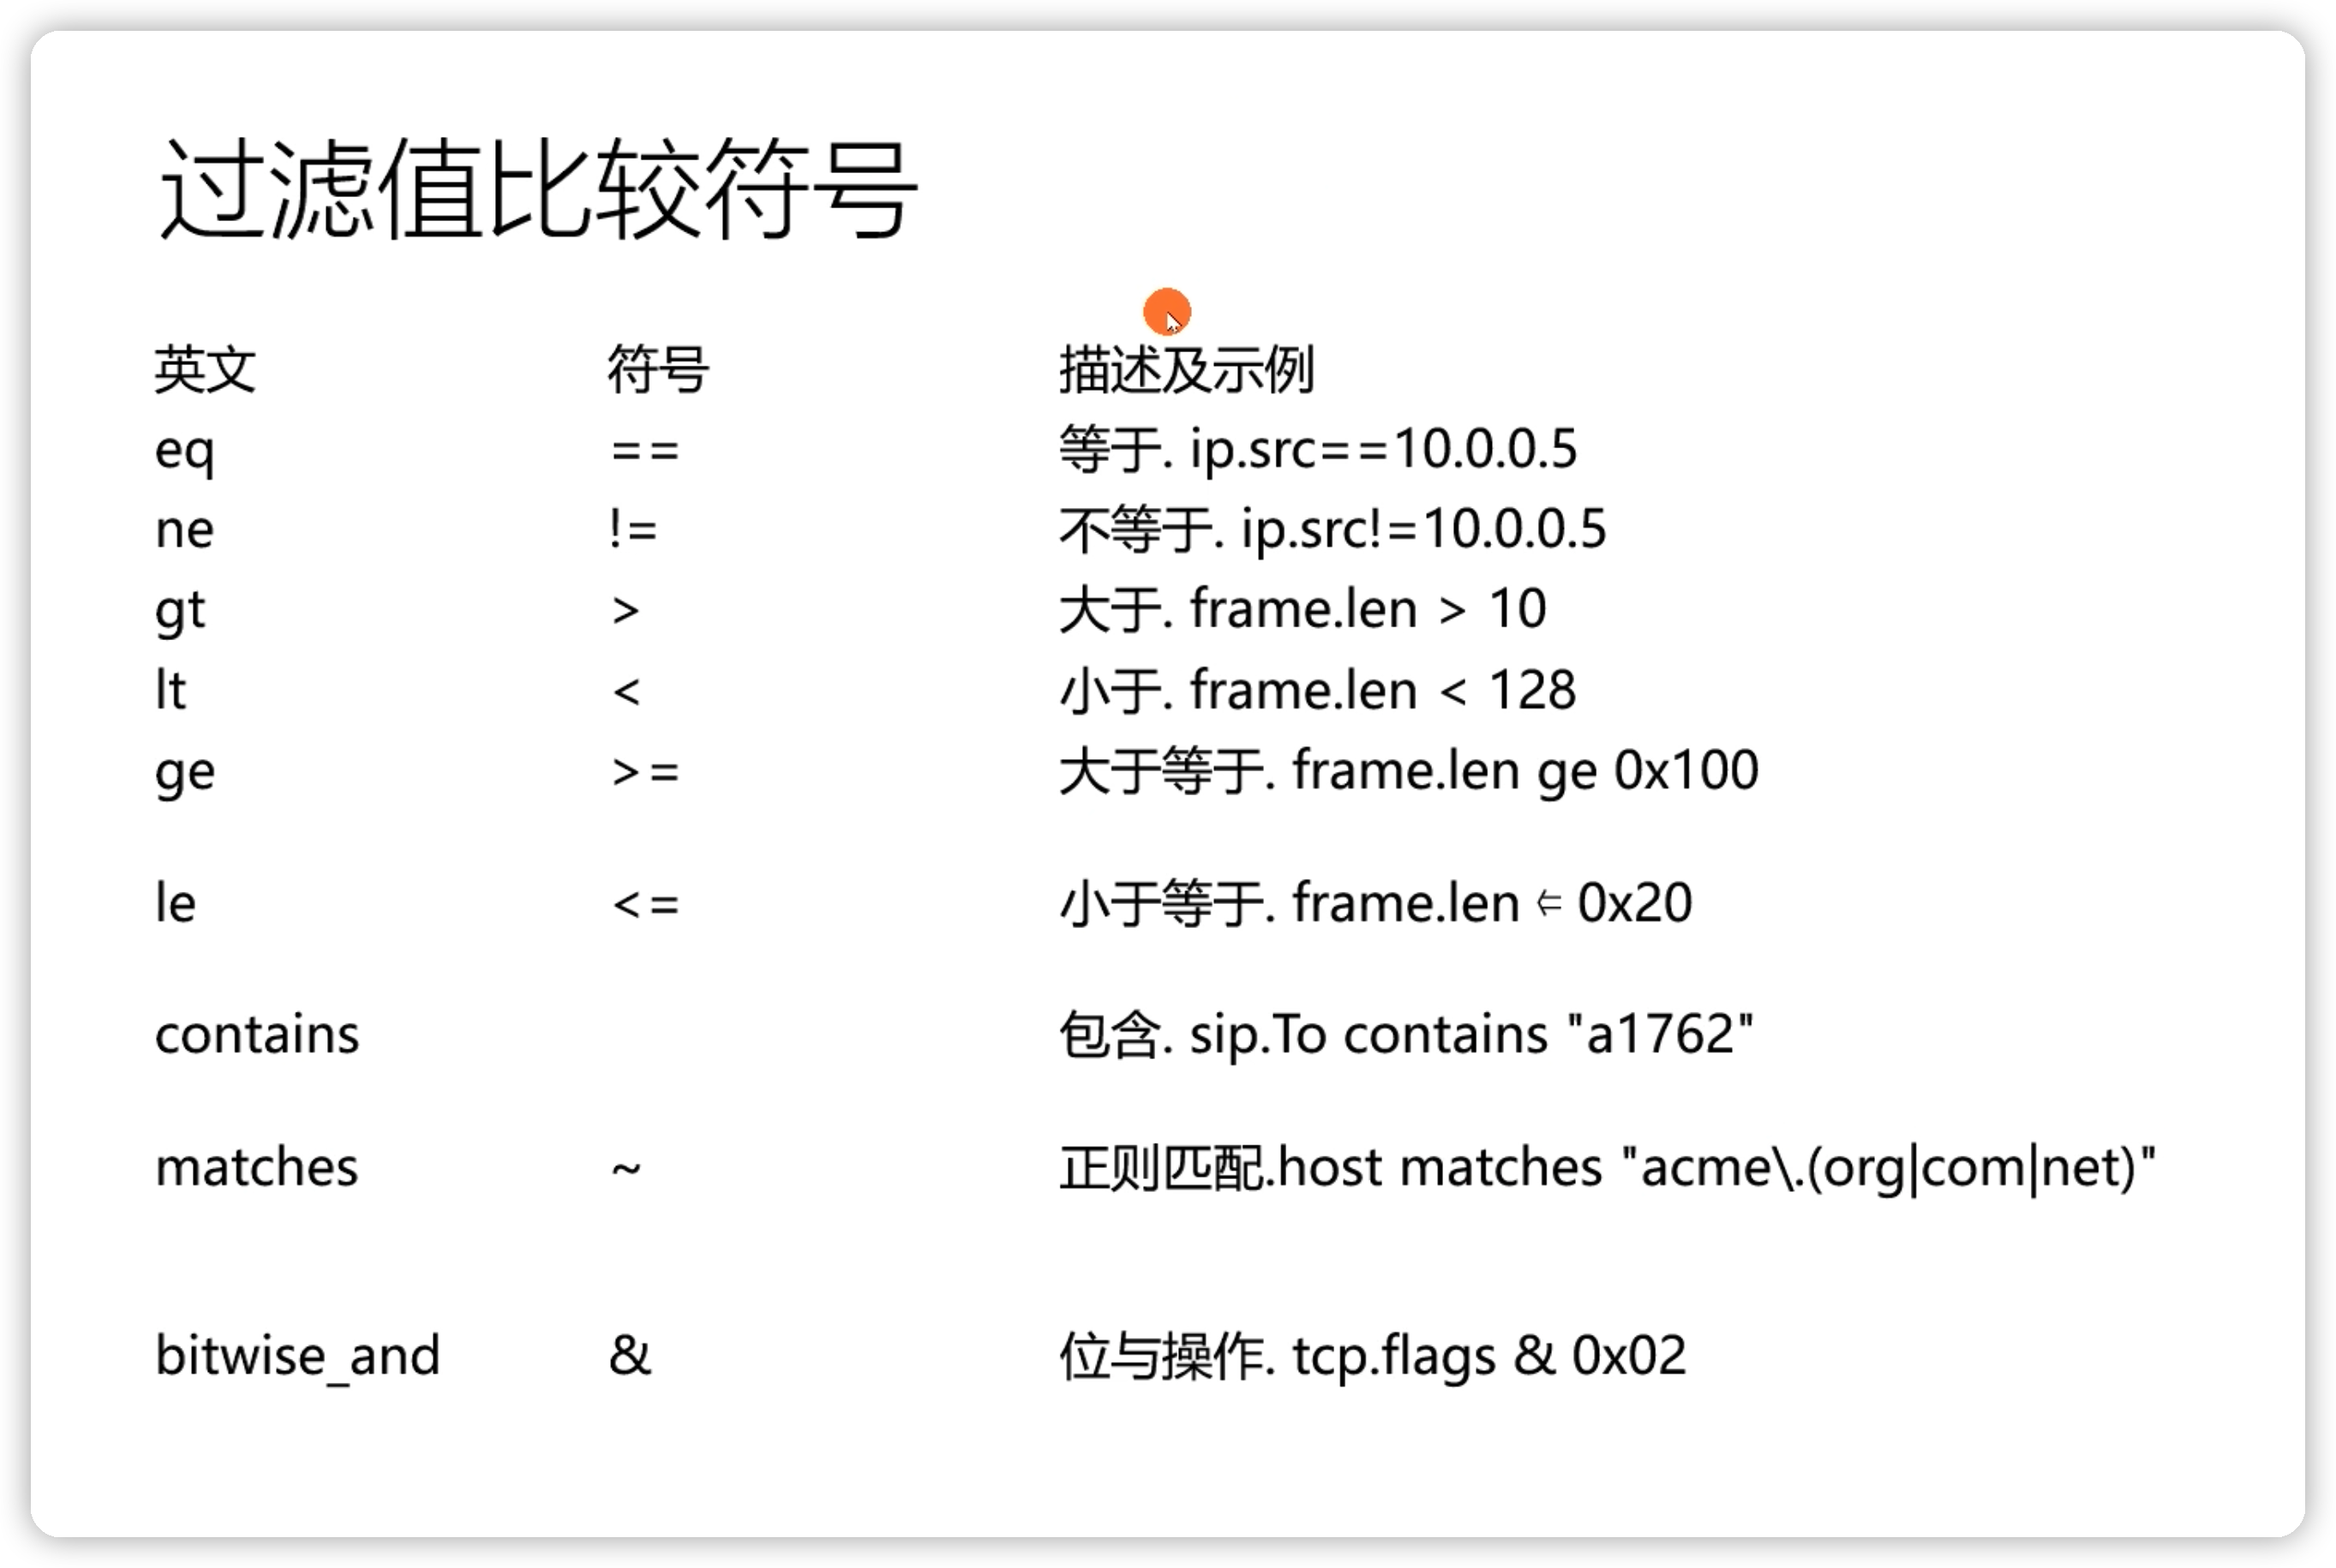 过滤值比较符号
英文 符号 描述及示例
eq == 等于. ip.src==10.0.0.5
ne != 不等于. ip.src!=10.0.0.5
gt > 大于. frame.len > 10
lt < 小于. frame.len < 128
ge >= 大于等于. frame.len ge 0x100
le <= 小于等于. frame.len ⇐ 0x20
contains 包含. sip.To contains "a1762"
matches ~ 正则匹配.host matches "acme\.(org|com|net)"
bitwise_and & 位与操作. tcp.flags & 0x02